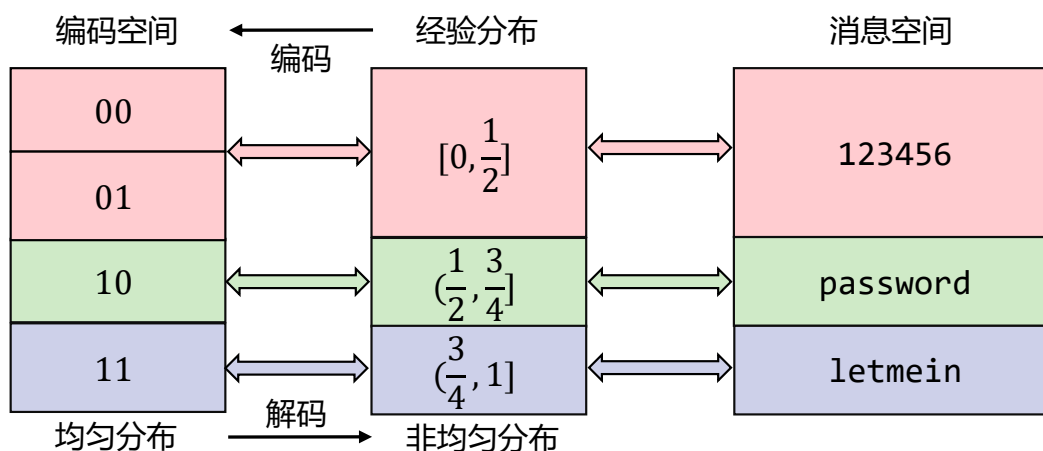 编码空间 经验分布 消息空间
编码
00
01
10
11
[0, 1/2]
(1/2, 3/4]
(3/4, 1]
123456
password
letmein
解码
均匀分布 非均匀分布